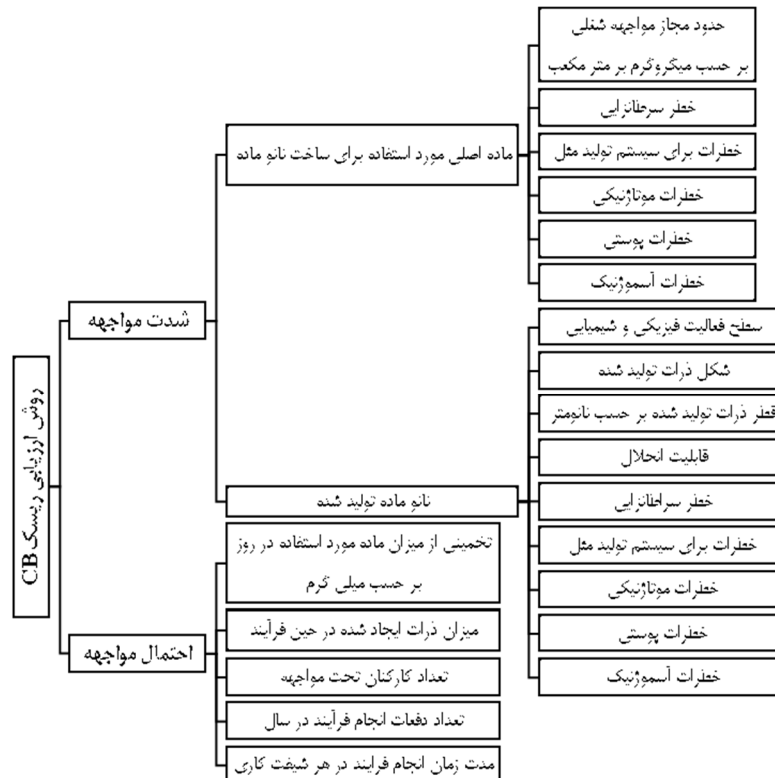 روش ارزیابی ریسک CB
شدت مواجهه
ماده اصلی مورد استفاده برای ساخت نانو ماده
حدود مجاز مواجهه شغلی
بر حسب میکروگرم بر متر مکعب
خطر سرطانزایی
خطرات برای سیستم تولید مثل
خطرات موتاژنیکی
خطرات پوستی
خطرات آسموژنیک
نانو ماده تولید شده
سطح فعالیت فیزیکی و شیمیایی
شکل ذرات تولید شده
قطر ذرات تولید شده بر حسب نانومتر
قابلیت انحلال
خطر سراطانزایی
خطرات برای سیستم تولید مثل
خطرات موتاژنیکی
خطرات پوستی
خطرات آسموژنیک
احتمال مواجهه
تخمینی از میزان ماده مورد استفاده در روز
بر حسب میلی گرم
میزان ذرات ایجاد شده در حین فرآیند
تعداد کارکنان تحت مواجهه
تعداد دفعات انجام فرآیند در سال
مدت زمان انجام فرایند در هر شیفت کاری